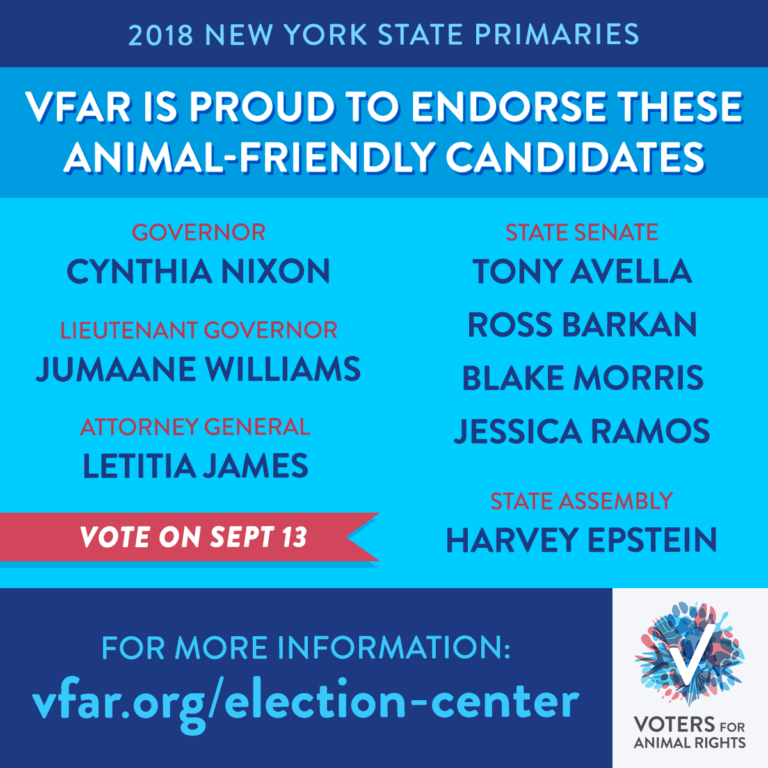 2018 NEW YORK STATE PRIMARIES
VFAR IS PROUD TO ENDORSE THESE
ANIMAL-FRIENDLY CANDIDATES
GOVERNOR
CYNTHIA NIXON
LIEUTENANT GOVERNOR
JUMAANE WILLIAMS
ATTORNEY GENERAL
LETITIA JAMES
VOTE ON SEPT 13
STATE SENATE
TONY AVELLA
ROSS BARKAN
BLAKE MORRIS
JESSICA RAMOS
STATE ASSEMBLY
HARVEY EPSTEIN
FOR MORE INFORMATION:
vfar.org/election-center
V
VOTERS FOR
ANIMAL RIGHTS